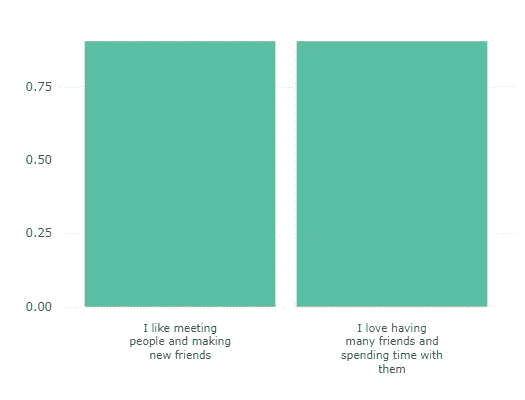 0.75
0.50
0.25
0.00
I like meeting
people and making
new friends
I love having
many friends and
spending time with
them